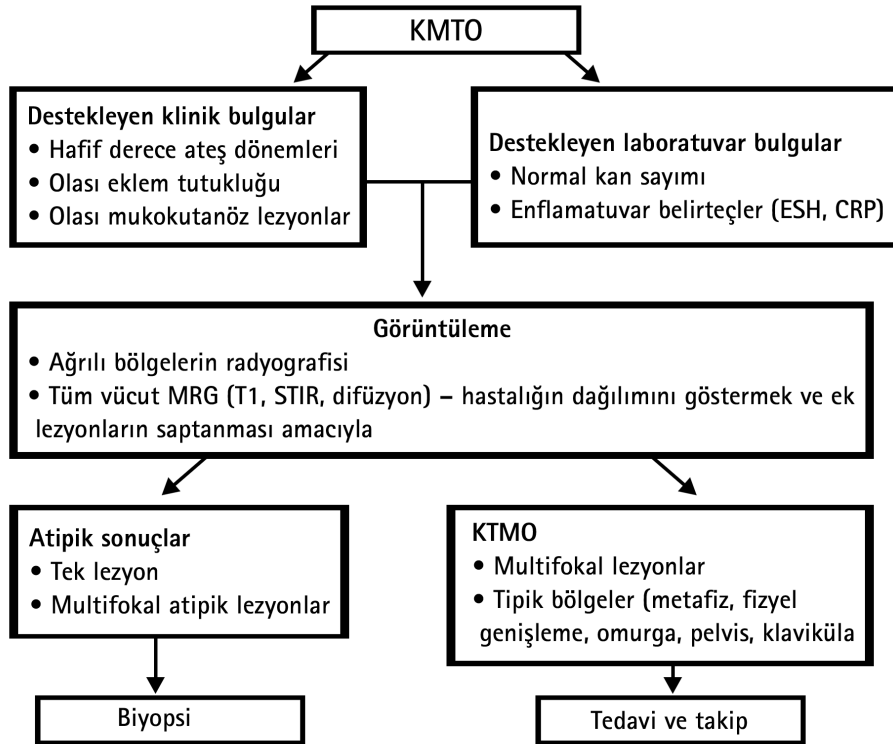 KMTO
Destekleyen klinik bulgular
• Hafif derece ateş dönemleri
• Olası eklem tutukluğu
• Olası mukokutanöz lezyonlar
Destekleyen laboratuvar bulgular
• Normal kan sayımı
• Enflamatuvar belirteçler (ESH, CRP)
Görüntüleme
• Ağrılı bölgelerin radyografisi
• Tüm vücut MRG (T1, STIR, difüzyon) – hastalığın dağılımını göstermek ve ek
lezyonların saptanması amacıyla
Atipik sonuçlar
• Tek lezyon
• Multifokal atipik lezyonlar
KTMO
• Multifokal lezyonlar
• Tipik bölgeler (metafiz, fizyel
genişleme, omurga, pelvis, klaviküla
Biyopsi
Tedavi ve takip